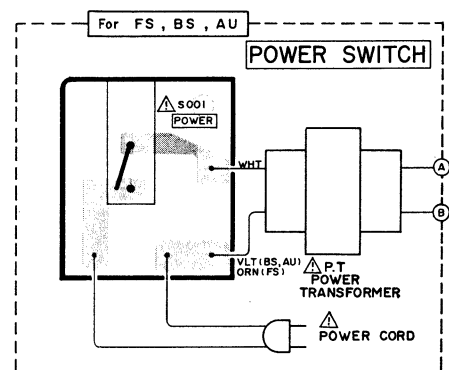 For FS, BS, AU
POWER SWITCH
S001
POWER
WHT
A
B
VLT(BS, AU)
ORN(FS)
P.T
POWER
TRANSFORMER
POWER CORD